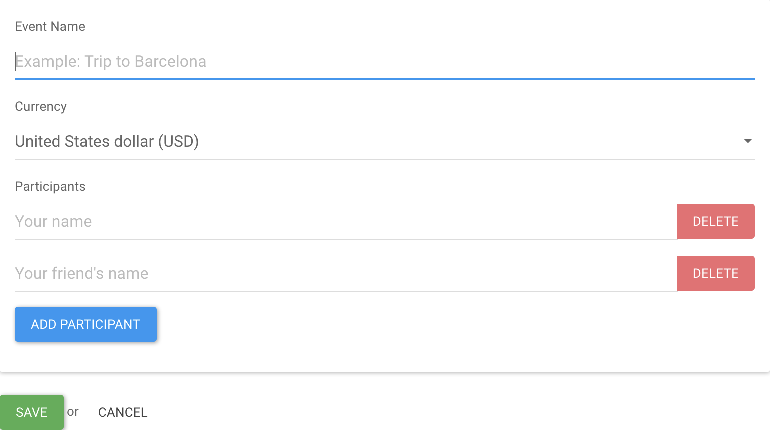 Event Name
Example: Trip to Barcelona
Currency
United States dollar (USD)
Participants
Your name
DELETE
Your friend's name
DELETE
ADD PARTICIPANT
SAVE or CANCEL